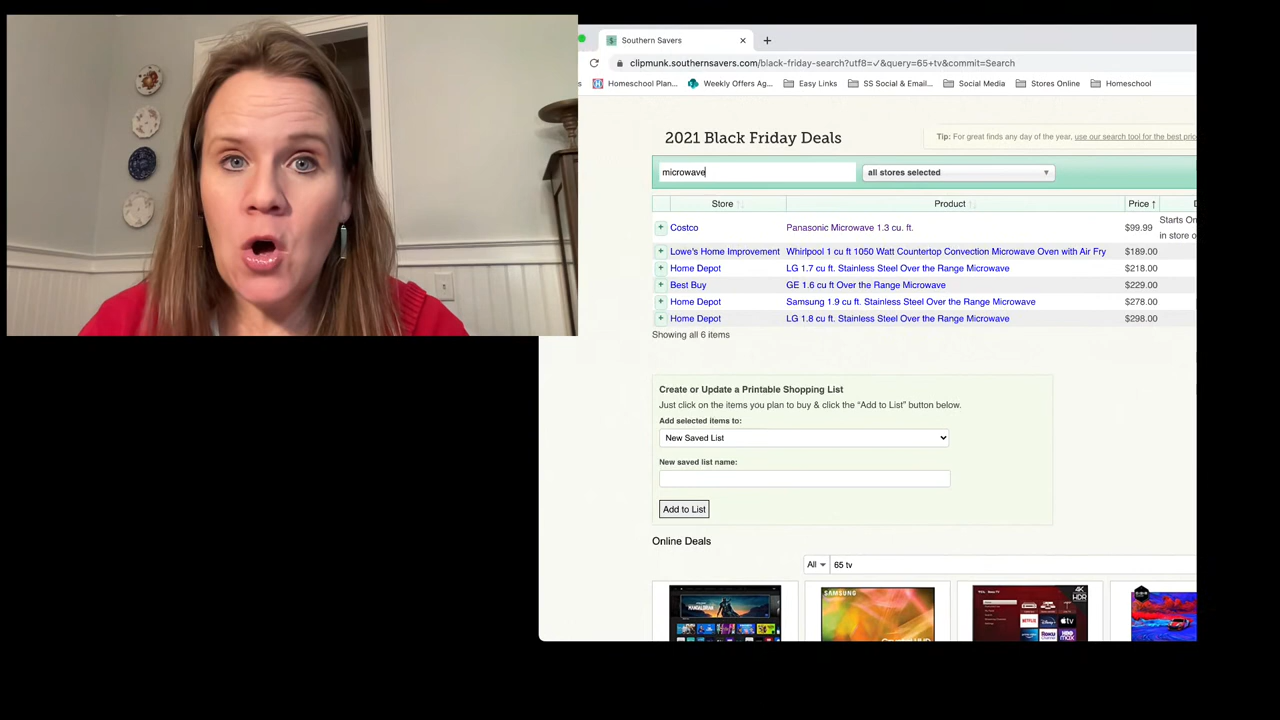 Southern Savers
clipmunk.southernsavers.com/black-friday-search?utf8=✓&query=65+tv&commit=Search
s Homeschool Plan... Weekly Offers Ag... Easy Links SS Social & Email... Social Media Stores Online Homeschool
2021 Black Friday Deals
Tip: For great finds any day of the year, use our search tool for the best pric
microwave all stores selected
Store Product Price ↑ D
+ Costco Panasonic Microwave 1.3 cu. ft. $99.99 Starts On
in store o
+ Lowe's Home Improvement Whirlpool 1 cu ft 1050 Watt Countertop Convection Microwave Oven with Air Fry $189.00
+ Home Depot LG 1.7 cu ft. Stainless Steel Over the Range Microwave $218.00
+ Best Buy GE 1.6 cu ft Over the Range Microwave $229.00
+ Home Depot Samsung 1.9 cu ft. Stainless Steel Over the Range Microwave $278.00
+ Home Depot LG 1.8 cu ft. Stainless Steel Over the Range Microwave $298.00
Showing all 6 items
Create or Update a Printable Shopping List
Just click on the items you plan to buy & click the “Add to List” button below.
Add selected items to:
New Saved List
New saved list name:
Add to List
Online Deals
All 65 tv
SAMSUNG